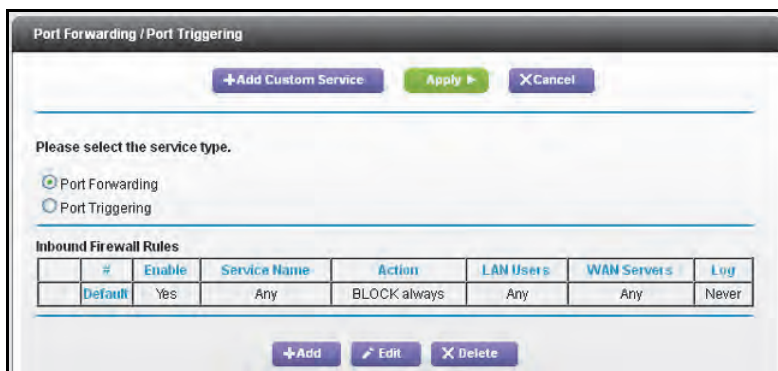 Port Forwarding / Port Triggering
+Add Custom Service Apply ▶ XCancel
Please select the service type.
Port Forwarding
Port Triggering
Inbound Firewall Rules
# Enable Service Name Action LAN Users WAN Servers Log
Default Yes Any BLOCK always Any Any Never
+Add Edit X Delete